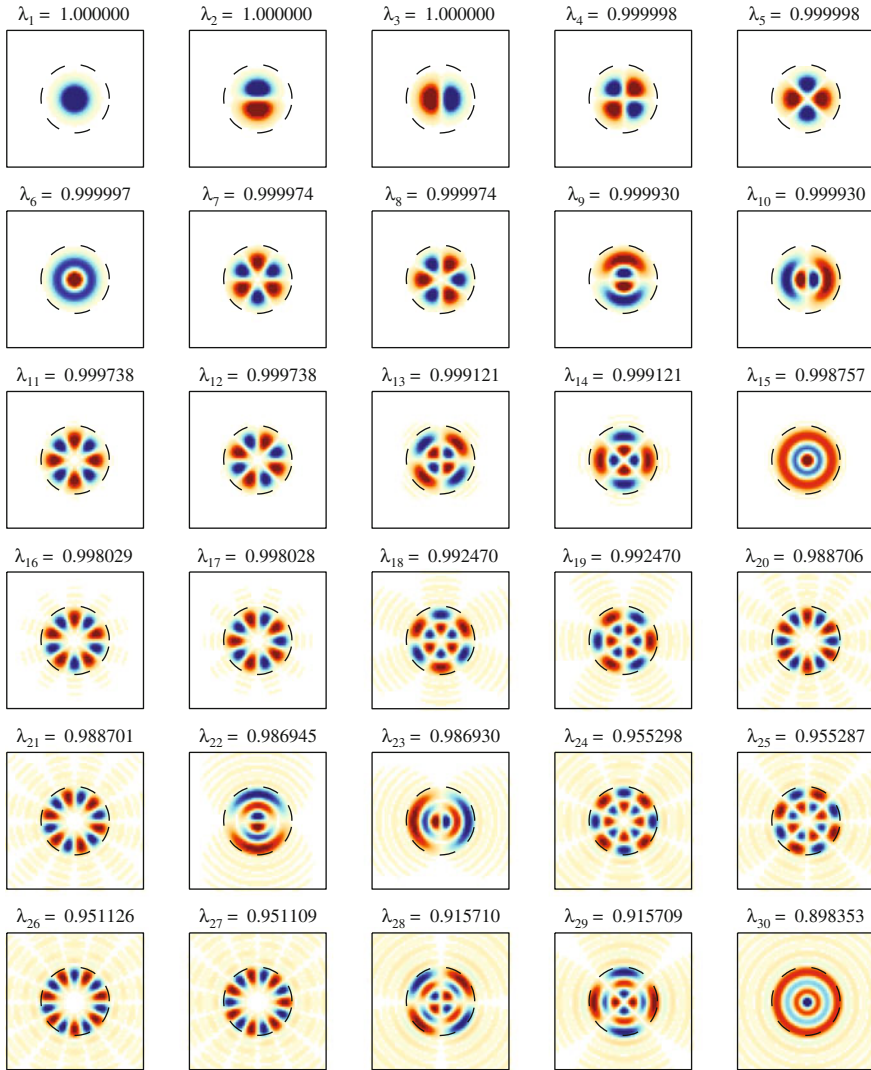 λ1 = 1.000000 λ2 = 1.000000 λ3 = 1.000000 λ4 = 0.999998 λ5 = 0.999998
λ6 = 0.999997 λ7 = 0.999974 λ8 = 0.999974 λ9 = 0.999930 λ10 = 0.999930
λ11 = 0.999738 λ12 = 0.999738 λ13 = 0.999121 λ14 = 0.999121 λ15 = 0.998757
λ16 = 0.998029 λ17 = 0.998028 λ18 = 0.992470 λ19 = 0.992470 λ20 = 0.988706
λ21 = 0.988701 λ22 = 0.986945 λ23 = 0.986930 λ24 = 0.955298 λ25 = 0.955287
λ26 = 0.951126 λ27 = 0.951109 λ28 = 0.915710 λ29 = 0.915709 λ30 = 0.898353